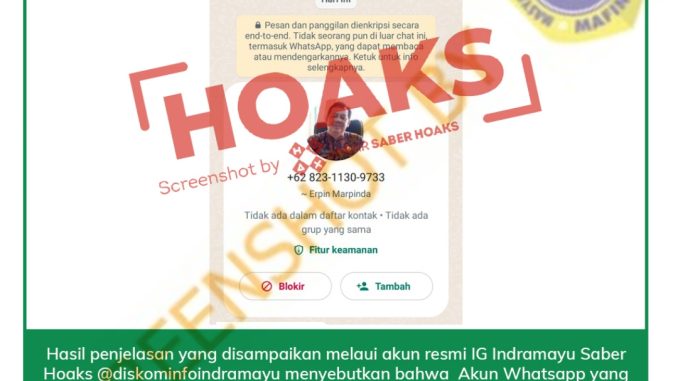 Hari ini
Pesan dan panggilan dienkripsi secara
end-to-end. Tidak seorang pun di luar chat ini,
termasuk WhatsApp, yang dapat membaca
atau mendengarkannya. Ketuk untuk info
selengkapnya.
HOAKS
Screenshot by
SABER HOAKS
+62 823-1130-9733
~ Erpin Marpinda
Tidak ada dalam daftar kontak • Tidak ada
grup yang sama
Fitur keamanan
Blokir
Tambah
Hasil penjelasan yang disampaikan melaui akun resmi IG Indramayu Saber
Hoaks @diskominfoindramayu menyebutkan bahwa Akun Whatsapp yang